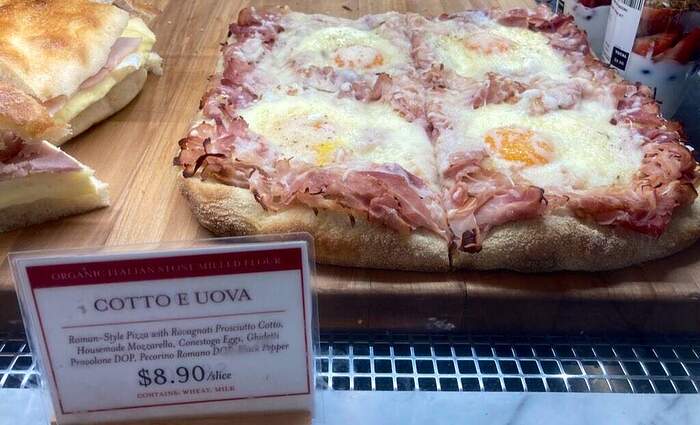 ORGANIC ITALIAN STONE MILLED FLOUR
COTTO E UOVA
Roman-Style Pizza with Rovagnati Prosciutto Cotto,
Housemade Mozzarella, Conestoga Eggs, Ghidetti
Provolone DOP, Pecorino Romano DOP, Black Pepper
$8.90/slice
CONTAINS: WHEAT, MILK